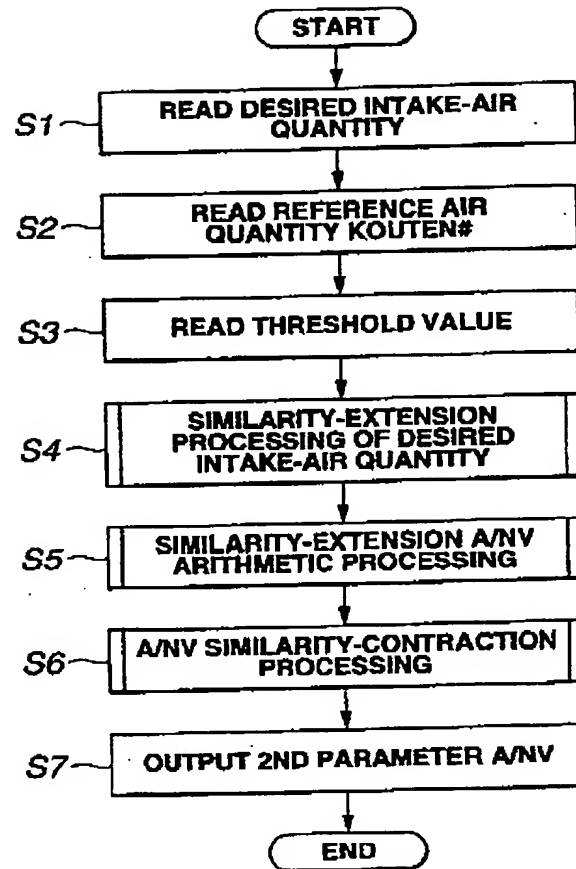 START
S1
READ DESIRED INTAKE-AIR
QUANTITY
S2
READ REFERENCE AIR
QUANTITY KOUTEN#
S3
READ THRESHOLD VALUE
S4
SIMILARITY-EXTENSION
PROCESSING OF DESIRED
INTAKE-AIR QUANTITY
S5
SIMILARITY-EXTENSION A/NV
ARITHMETIC PROCESSING
S6
A/NV SIMILARITY-CONTRACTION
PROCESSING
S7
OUTPUT 2ND PARAMETER A/NV
END